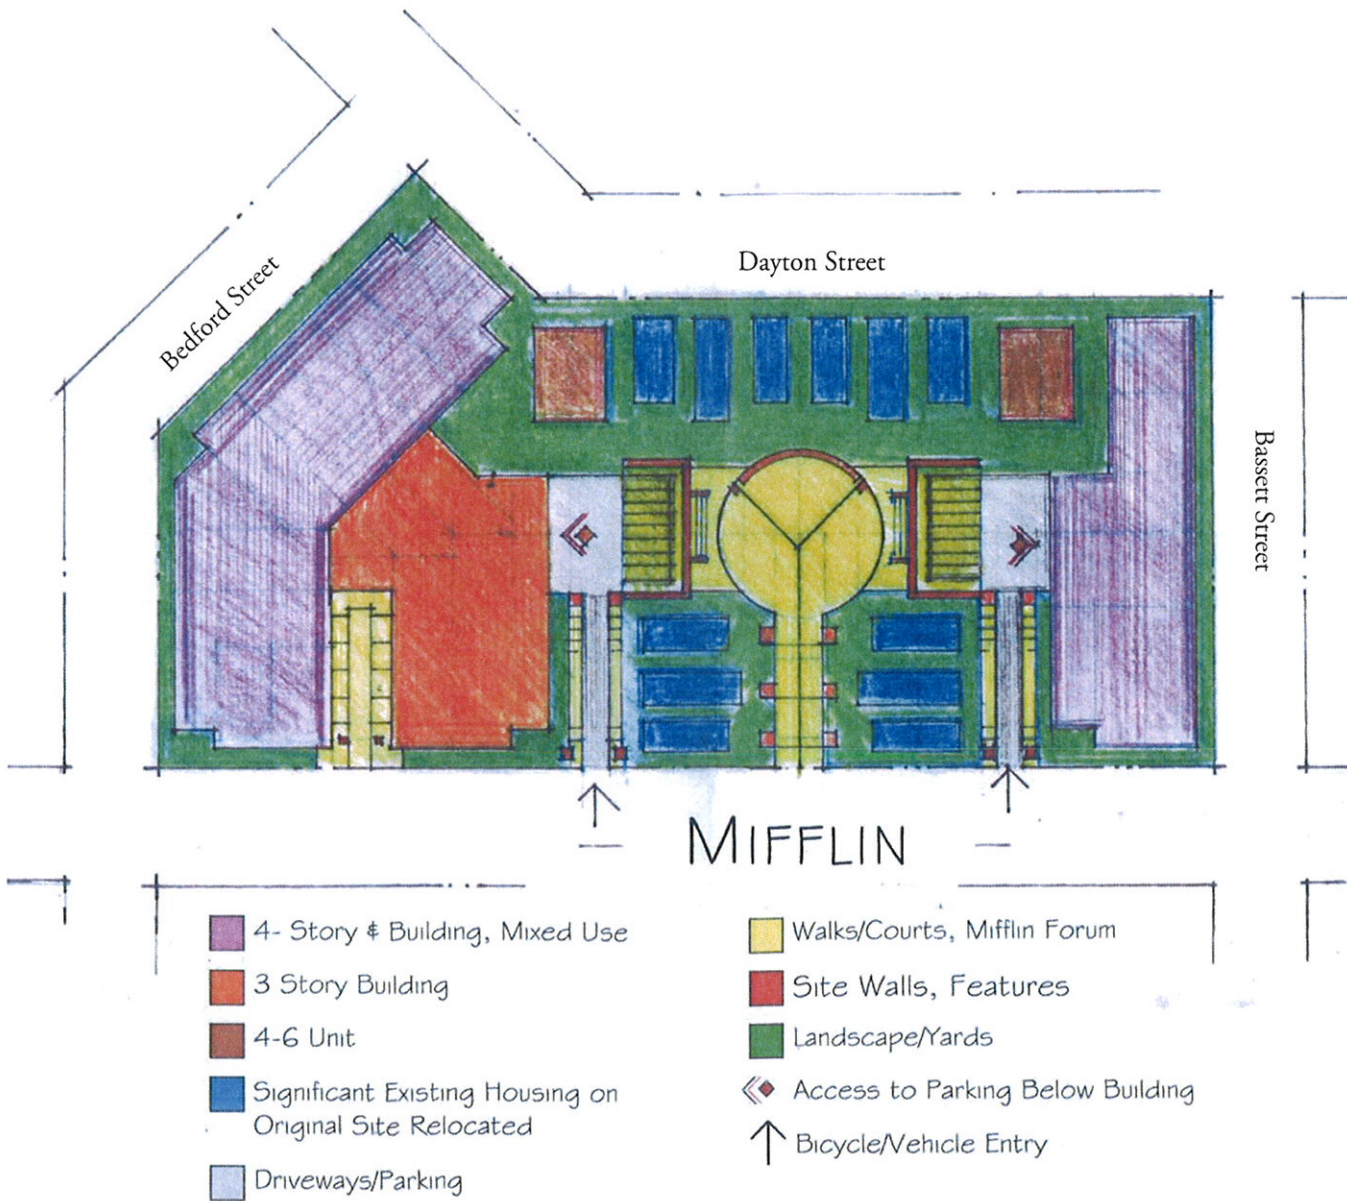 Dayton Street
Bedford Street
Bassett Street
MIFFLIN
4- Story & Building, Mixed Use
3 Story Building
4-6 Unit
Significant Existing Housing on
Original Site Relocated
Driveways/Parking
Walks/Courts, Mifflin Forum
Site Walls, Features
Landscape/Yards
Access to Parking Below Building
Bicycle/Vehicle Entry